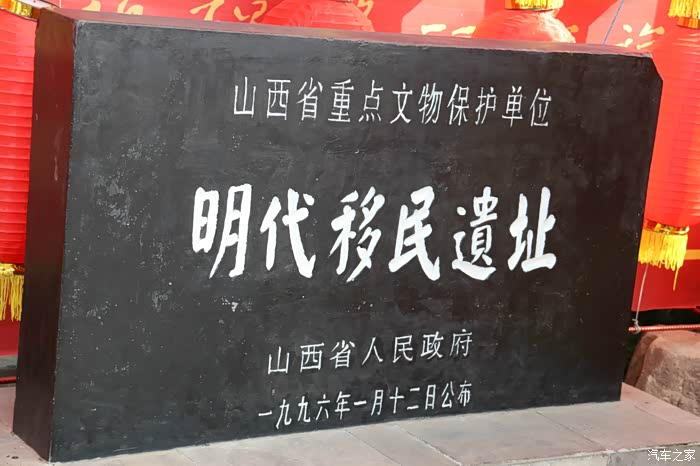 山西省重点文物保护单位
明代移民遺址
山西省人民政府
一九九六年一月十二日公布
汽车之家